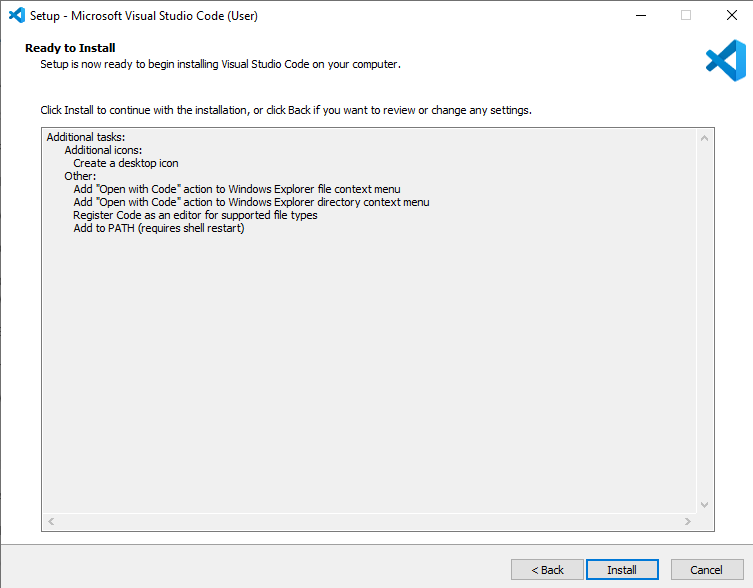 Setup - Microsoft Visual Studio Code (User)
Ready to Install
Setup is now ready to begin installing Visual Studio Code on your computer.
Click Install to continue with the installation, or click Back if you want to review or change any settings.
Additional tasks:
Additional icons:
Create a desktop icon
Other:
Add "Open with Code" action to Windows Explorer file context menu
Add "Open with Code" action to Windows Explorer directory context menu
Register Code as an editor for supported file types
Add to PATH (requires shell restart)
< Back Install Cancel